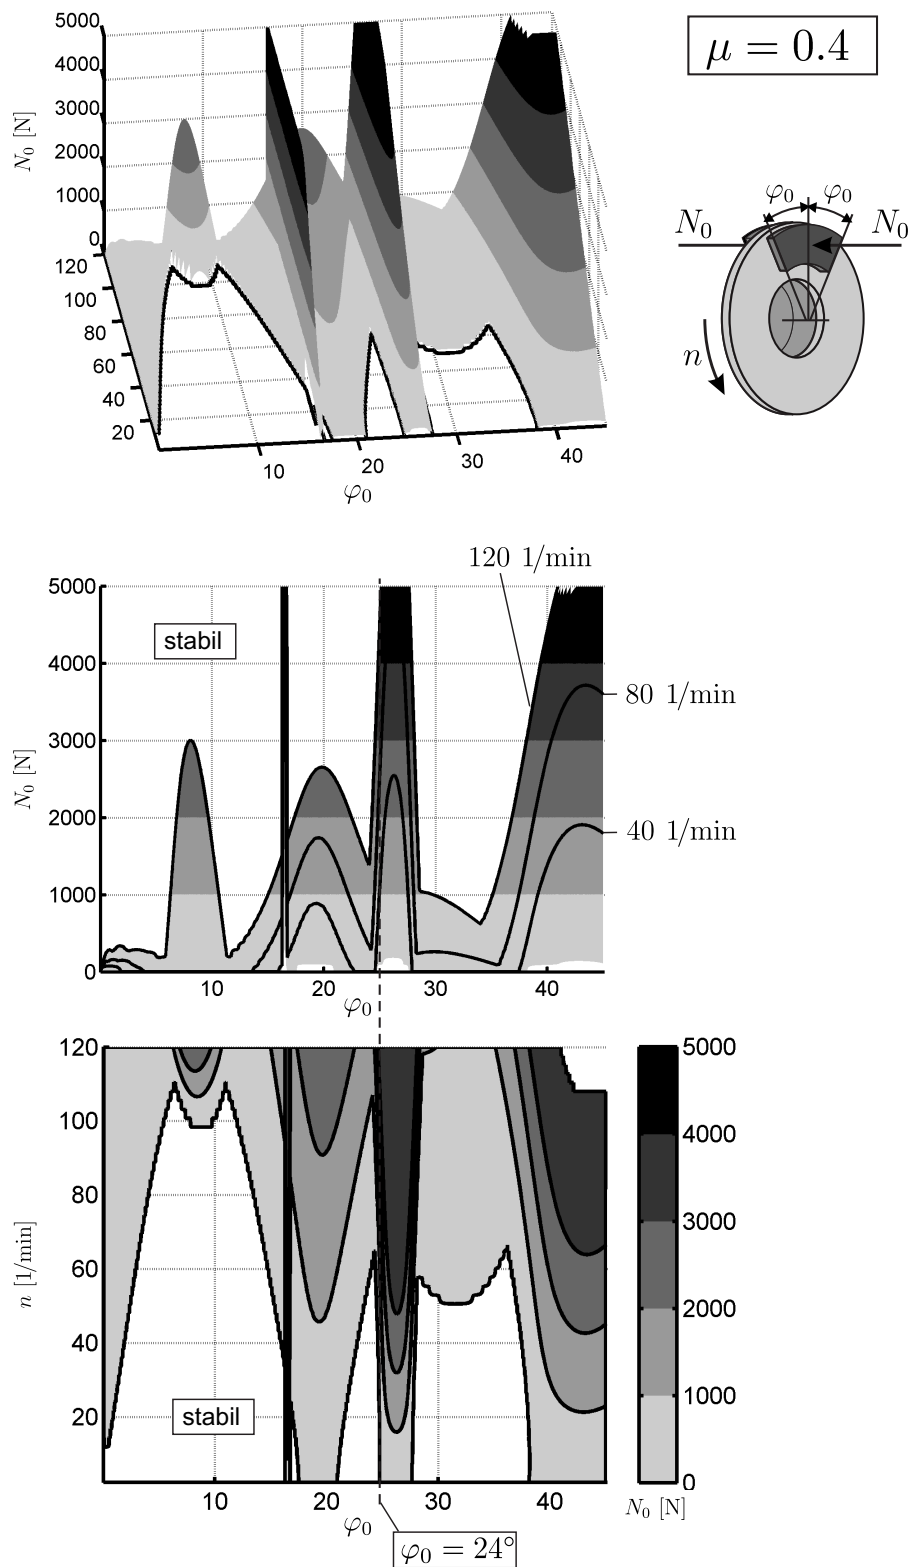 μ = 0.4
N₀ [N]
5000
4000
3000
2000
1000
0
120
100
80
60
40
20
10
20
30
40
φ₀
φ₀ φ₀
N₀ N₀
n
120 1/min
80 1/min
40 1/min
stabil
N₀ [N]
5000
4000
3000
2000
1000
0
10 20 30 40
φ₀
n [1/min]
120
100
80
60
40
20
stabil
10 20 30 40
φ₀
φ₀ = 24°
5000
4000
3000
2000
1000
0
N₀ [N]